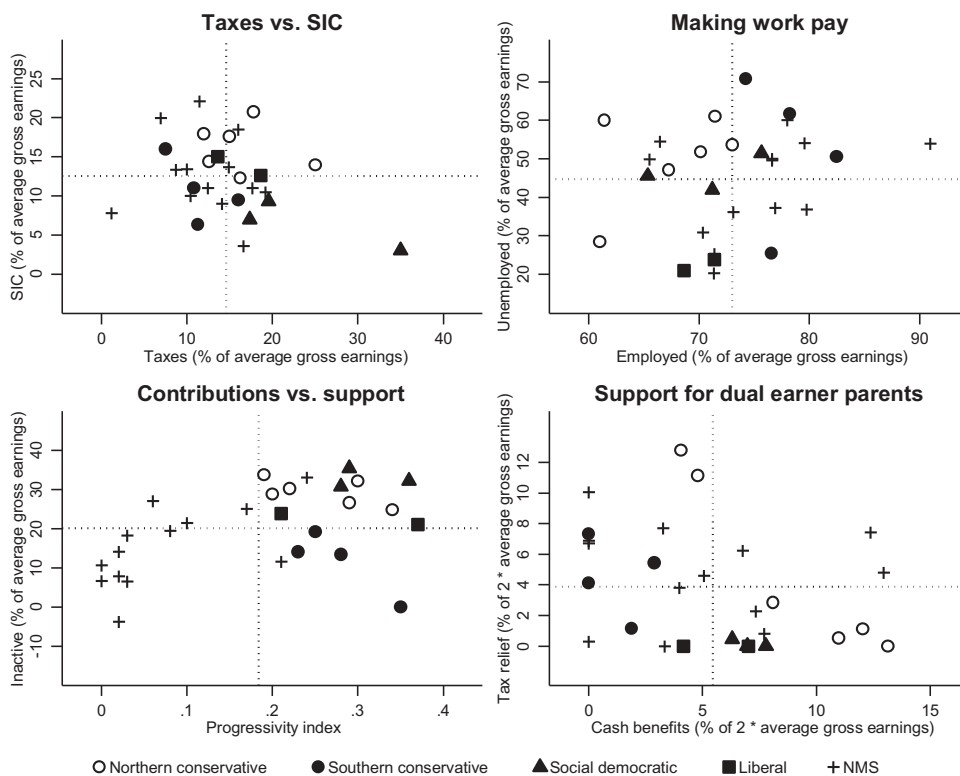 Taxes vs. SIC
SIC (% of average gross earnings)
25
20
15
10
5
0
0 10 20 30 40
Taxes (% of average gross earnings)
Making work pay
Unemployed (% of average gross earnings)
70
60
50
40
30
20
60 70 80 90
Employed (% of average gross earnings)
Contributions vs. support
Inactive (% of average gross earnings)
40
30
20
10
0
-10
0 .1 .2 .3 .4
Progressivity index
Support for dual earner parents
Tax relief (% of 2 * average gross earnings)
12
10
8
6
4
2
0
0 5 10 15
Cash benefits (% of 2 * average gross earnings)
Northern conservative Southern conservative Social democratic Liberal NMS